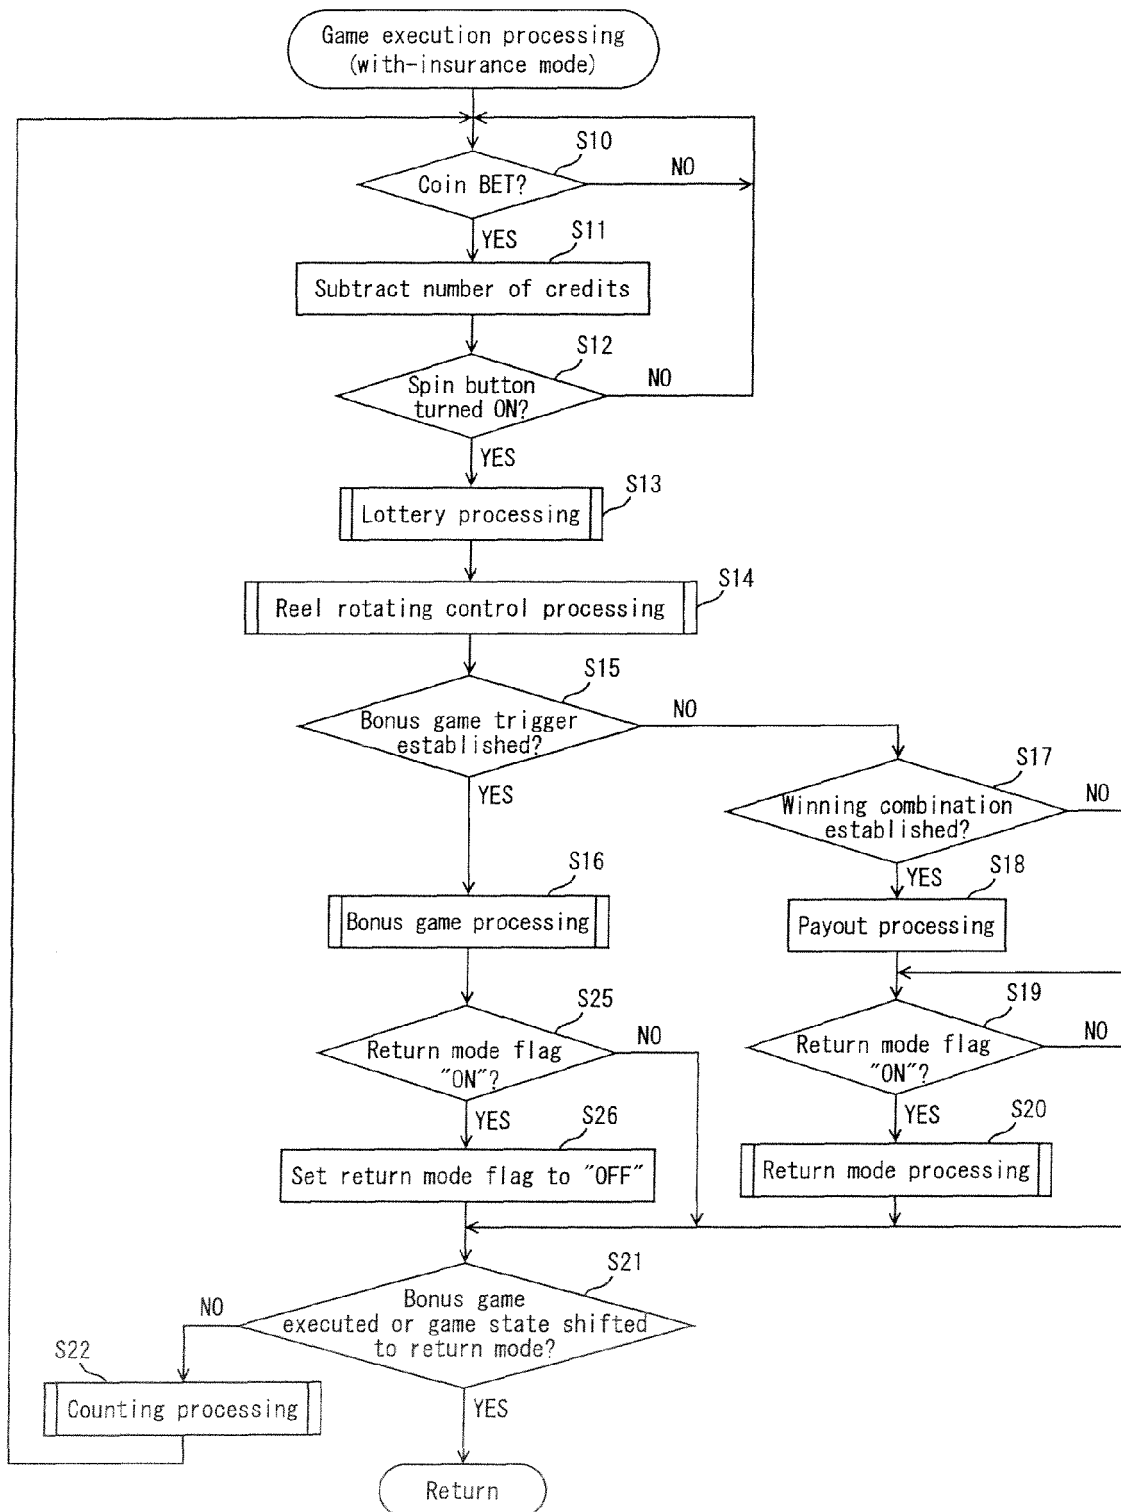 Game execution processing
(with-insurance mode)
S10
Coin BET?
NO
YES
S11
Subtract number of credits
S12
Spin button
turned ON?
NO
YES
S13
Lottery processing
S14
Reel rotating control processing
S15
Bonus game trigger
established?
NO
YES
S17
Winning combination
established?
NO
YES
S16
Bonus game processing
S18
Payout processing
S25
Return mode flag
"ON"?
NO
YES
S19
Return mode flag
"ON"?
NO
YES
S26
Set return mode flag to "OFF"
S20
Return mode processing
S21
Bonus game
executed or game state shifted
to return mode?
NO
YES
S22
Counting processing
Return